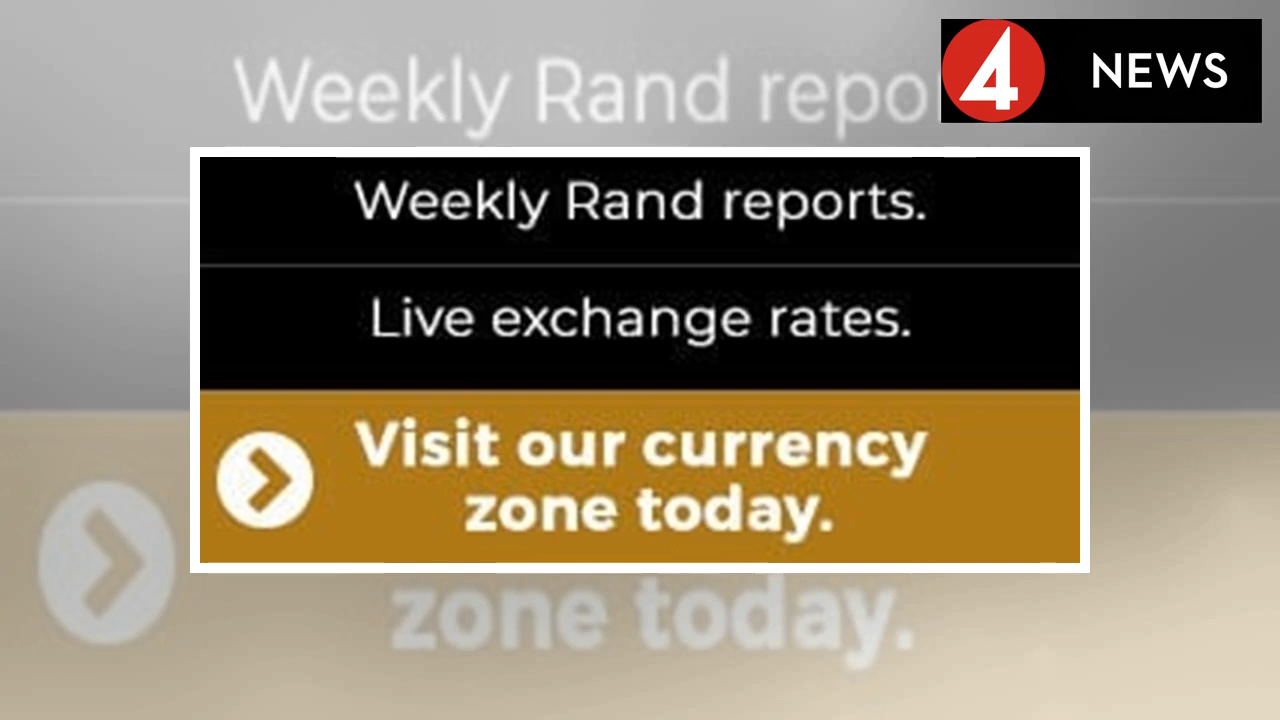 Weekly Rand repo
4 NEWS
Weekly Rand reports.
Live exchange rates.
Visit our currency
zone today.
zone today.